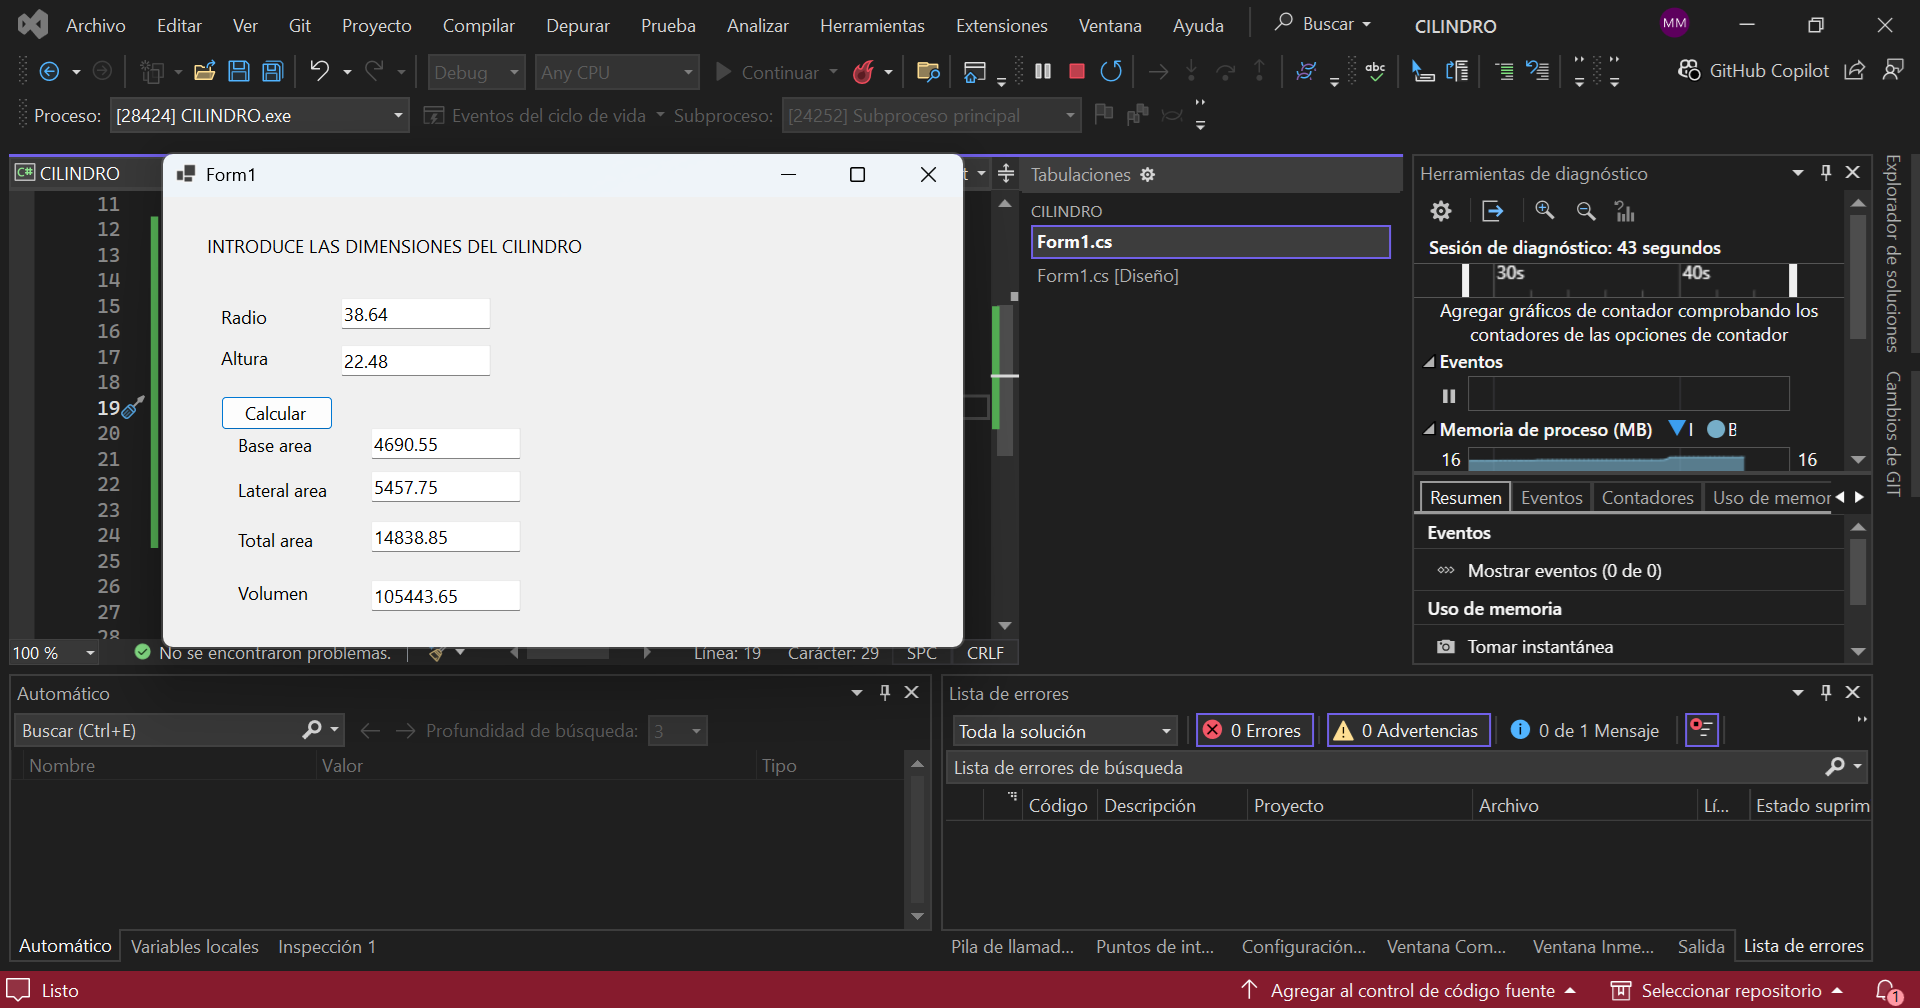 Archivo Editar Ver Git Proyecto Compilar Depurar Prueba Analizar Herramientas Extensiones Ventana Ayuda Buscar CILINDRO MM
Debug Any CPU Continuar abc GitHub Copilot
Proceso: [28424] CILINDRO.exe Eventos del ciclo de vida Subproceso: [24252] Subproceso principal
C# CILINDRO
Form1
INTRODUCE LAS DIMENSIONES DEL CILINDRO
Radio 38.64
Altura 22.48
Calcular
Base area 4690.55
Lateral area 5457.75
Total area 14838.85
Volumen 105443.65
11
12
13
14
15
16
17
18
19
20
21
22
23
24
25
26
27
28
100 % No se encontraron problemas. Línea: 19 Carácter: 29 SPC CRLF
Tabulaciones
CILINDRO
Form1.cs
Form1.cs [Diseño]
Herramientas de diagnóstico
Sesión de diagnóstico: 43 segundos
30s 40s
Agregar gráficos de contador comprobando los
contadores de las opciones de contador
Eventos
Memoria de proceso (MB) I B
16 16
Resumen Eventos Contadores Uso de memor
Eventos
Mostrar eventos (0 de 0)
Uso de memoria
Tomar instantánea
Explorador de soluciones
Cambios de GIT
Automático
Buscar (Ctrl+E) Profundidad de búsqueda: 3
Nombre Valor Tipo
Automático Variables locales Inspección 1
Lista de errores
Toda la solución 0 Errores 0 Advertencias 0 de 1 Mensaje
Lista de errores de búsqueda
Código Descripción Proyecto Archivo Lí... Estado suprim
Pila de llamad... Puntos de int... Configuración... Ventana Com... Ventana Inme... Salida Lista de errores
Listo Agregar al control de código fuente Seleccionar repositorio 1